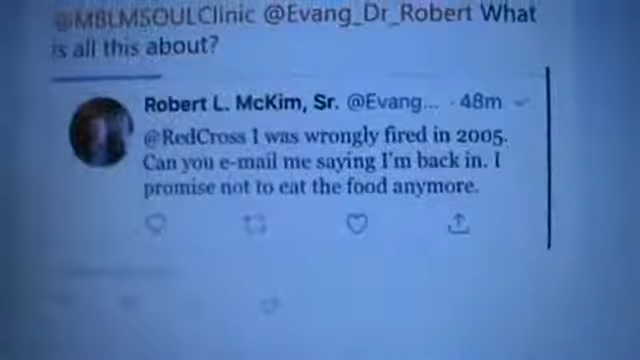 @MBLMSOULClinic @Evang_Dr_Robert What
is all this about?
Robert L. McKim, Sr. @Evang... · 48m
@RedCross I was wrongly fired in 2005.
Can you e-mail me saying I'm back in. I
promise not to eat the food anymore.